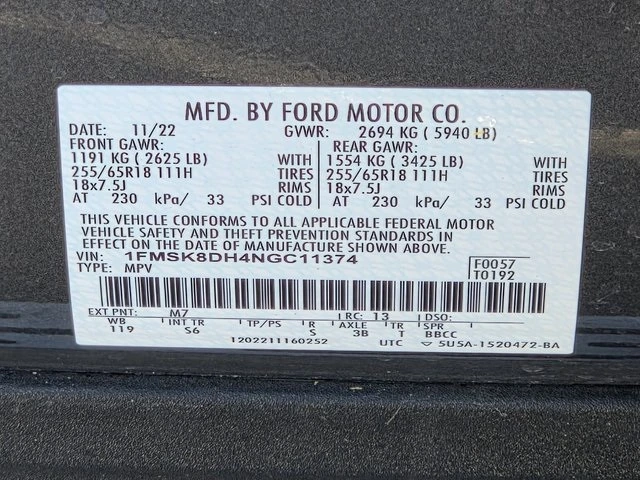 MFD. BY FORD MOTOR CO.
DATE: 11/22 GVWR: 2694 KG ( 5940 LB)
FRONT GAWR: REAR GAWR:
1191 KG ( 2625 LB) WITH 1554 KG ( 3425 LB) WITH
255/65R18 111H TIRES 255/65R18 111H TIRES
18x7.5J RIMS 18x7.5J RIMS
AT 230 kPa/ 33 PSI COLD AT 230 kPa/ 33 PSI COLD
THIS VEHICLE CONFORMS TO ALL APPLICABLE FEDERAL MOTOR
VEHICLE SAFETY AND THEFT PREVENTION STANDARDS IN
EFFECT ON THE DATE OF MANUFACTURE SHOWN ABOVE.
VIN: 1FMSK8DH4NGC11374 F0057
TYPE: MPV T0192
EXT PNT: M7 RC: 13 DSO:
WB INT TR TP/PS R AXLE TR SPR
119 S6 S 3B T BBCC
1202211160252 UTC 5U5A-1520472-BA